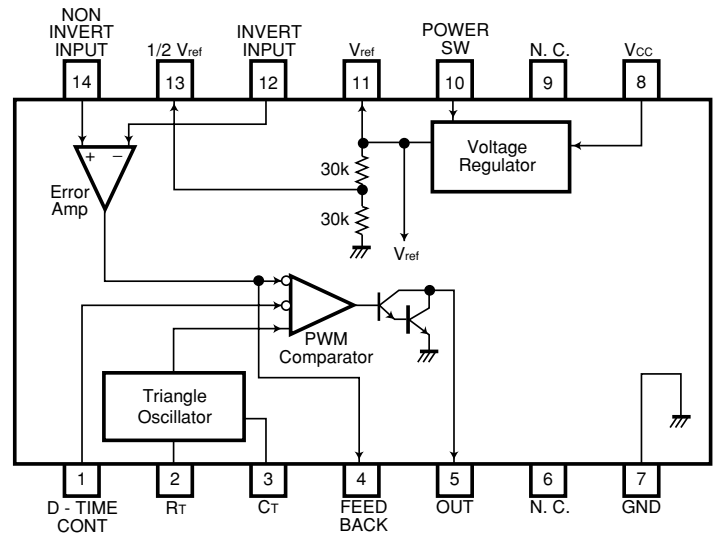 NON
INVERT
INPUT
1/2 Vref
INVERT
INPUT
Vref
POWER
SW
N. C.
VCC
14
13
12
11
10
9
8
+ −
Error
Amp
30k
30k
Vref
Voltage
Regulator
PWM
Comparator
Triangle
Oscillator
1
2
3
4
5
6
7
D - TIME
CONT
RT
CT
FEED
BACK
OUT
N. C.
GND